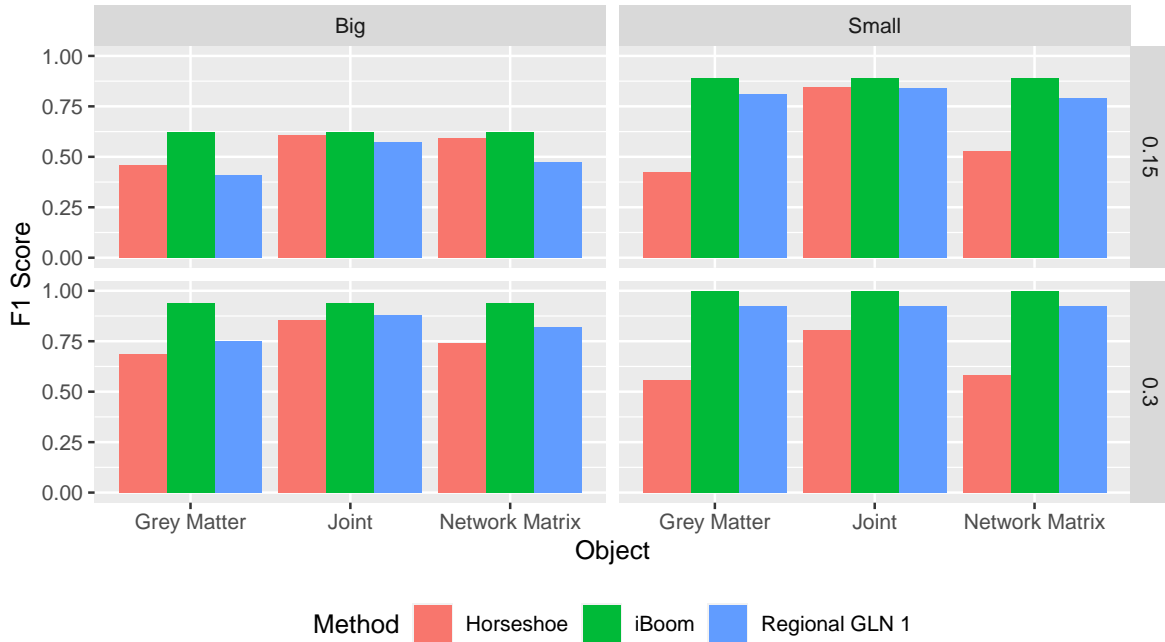 Big Small
1.00
0.75
0.50
0.25
0.00
0.15
1.00
0.75
0.50
0.25
0.00
0.3
F1 Score
Grey Matter Joint Network Matrix Grey Matter Joint Network Matrix
Object
Method Horseshoe iBoom Regional GLN 1